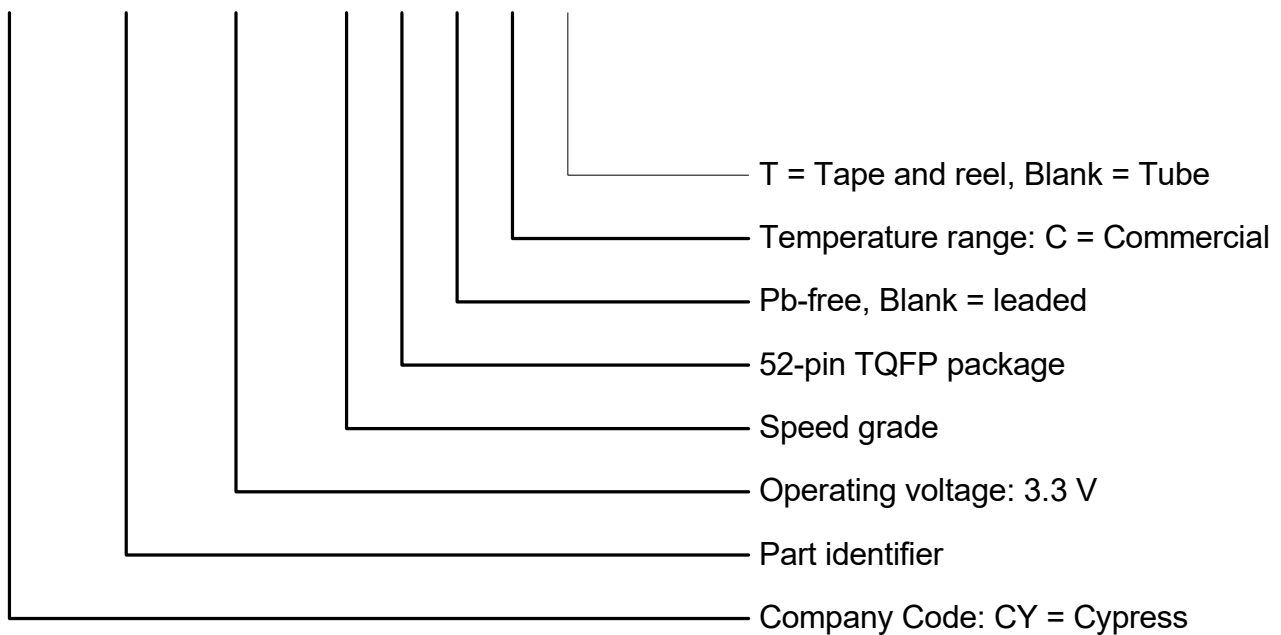 T = Tape and reel, Blank = Tube
Temperature range: C = Commercial
Pb-free, Blank = leaded
52-pin TQFP package
Speed grade
Operating voltage: 3.3 V
Part identifier
Company Code: CY = Cypress